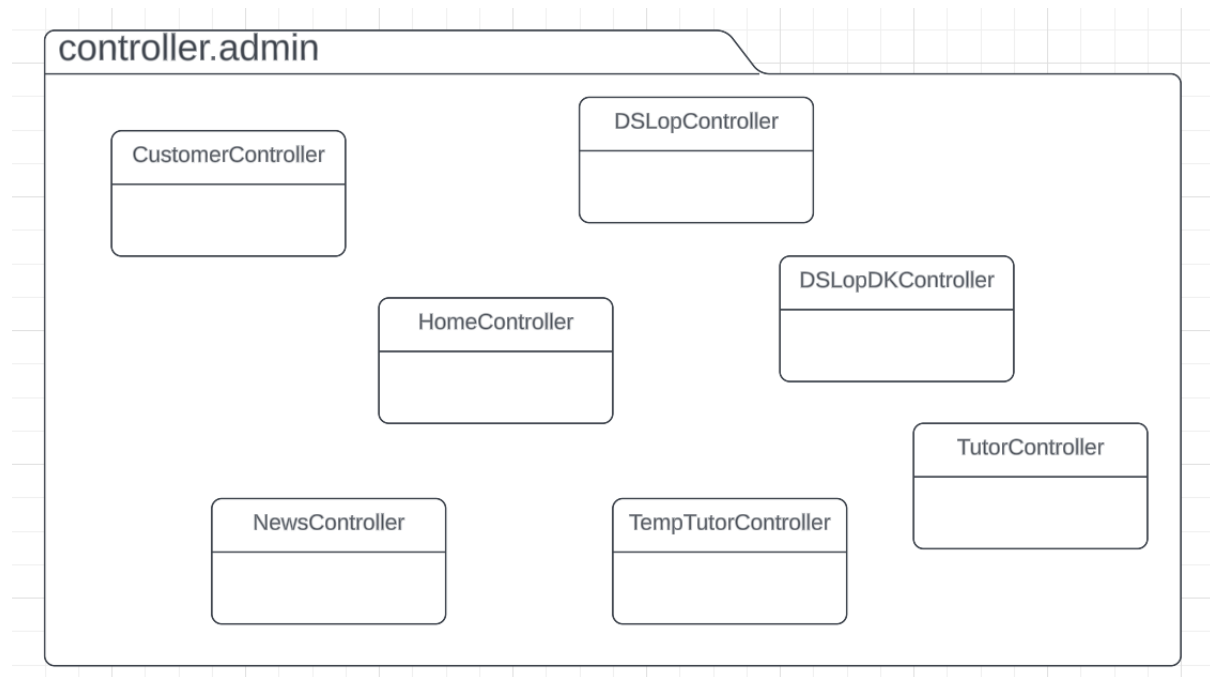 controller.admin
DSLopController
CustomerController
DSLopDKController
HomeController
TutorController
NewsController
TempTutorController